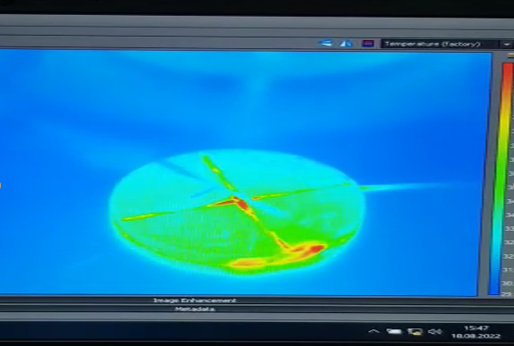 Temperature (factory)
Image Enhancement
Metadata
15:47
18.08.2022